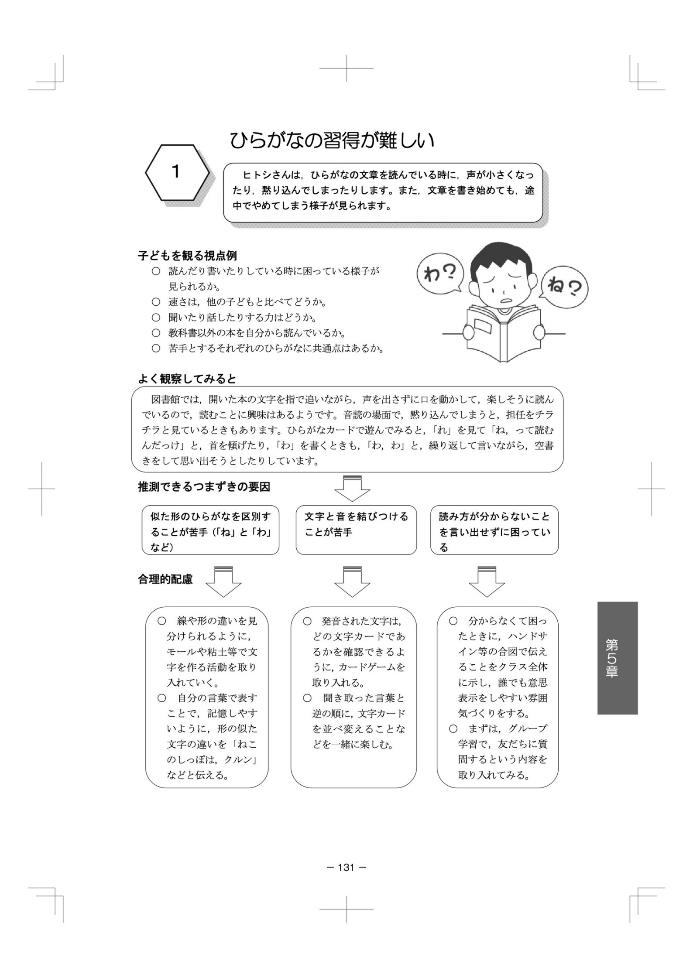 ひらがなの習得が難しい
1
ヒトシさんは，ひらがなの文章を読んでいる時に，声が小さくなっ
たり，黙り込んでしまったりします。また，文章を書き始めても，途
中でやめてしまう様子が見られます。
子どもを観る視点例
○ 読んだり書いたりしている時に困っている様子が
見られるか。
○ 速さは，他の子どもと比べてどうか。
○ 聞いたり話したりする力はどうか。
○ 教科書以外の本を自分から読んでいるか。
○ 苦手とするそれぞれのひらがなに共通点はあるか。
わ？
ね？
よく観察してみると
図書館では，開いた本の文字を指で追いながら，声を出さずに口を動かして，楽しそうに読ん
でいるので，読むことに興味はあるようです。音読の場面で，黙り込んでしまうと，担任をチラ
チラと見ているときもあります。ひらがなカードで遊んでみると，「れ」を見て「ね，って読む
んだっけ」と，首を傾げたり，「わ」を書くときも，「わ，わ」と，繰り返して言いながら，空書
きをして思い出そうとしたりしています。
推測できるつまずきの要因
似た形のひらがなを区別す
ることが苦手（「ね」と「わ」
など）
文字と音を結びつける
ことが苦手
読み方が分からないこと
を言い出せずに困ってい
る
合理的配慮
○ 線や形の違いを見
分けられるように，
モールや粘土等で文
字を作る活動を取り
入れていく。
○ 自分の言葉で表す
ことで，記憶しやす
いように，形の似た
文字の違いを「ねこ
のしっぽは，クルン」
などと伝える。
○ 発音された文字は，
どの文字カードであ
るかを確認できるよ
うに，カードゲームを
取り入れる。
○ 聞き取った言葉と
逆の順に，文字カード
を並べ変えることな
どを一緒に楽しむ。
○ 分からなくて困っ
たときに，ハンドサ
イン等の合図で伝え
ることをクラス全体
に示し，誰でも意思
表示をしやすい雰囲
気づくりをする。
○ まずは，グループ
学習で，友だちに質
問するという内容を
取り入れてみる。
第5章
－ 131 －